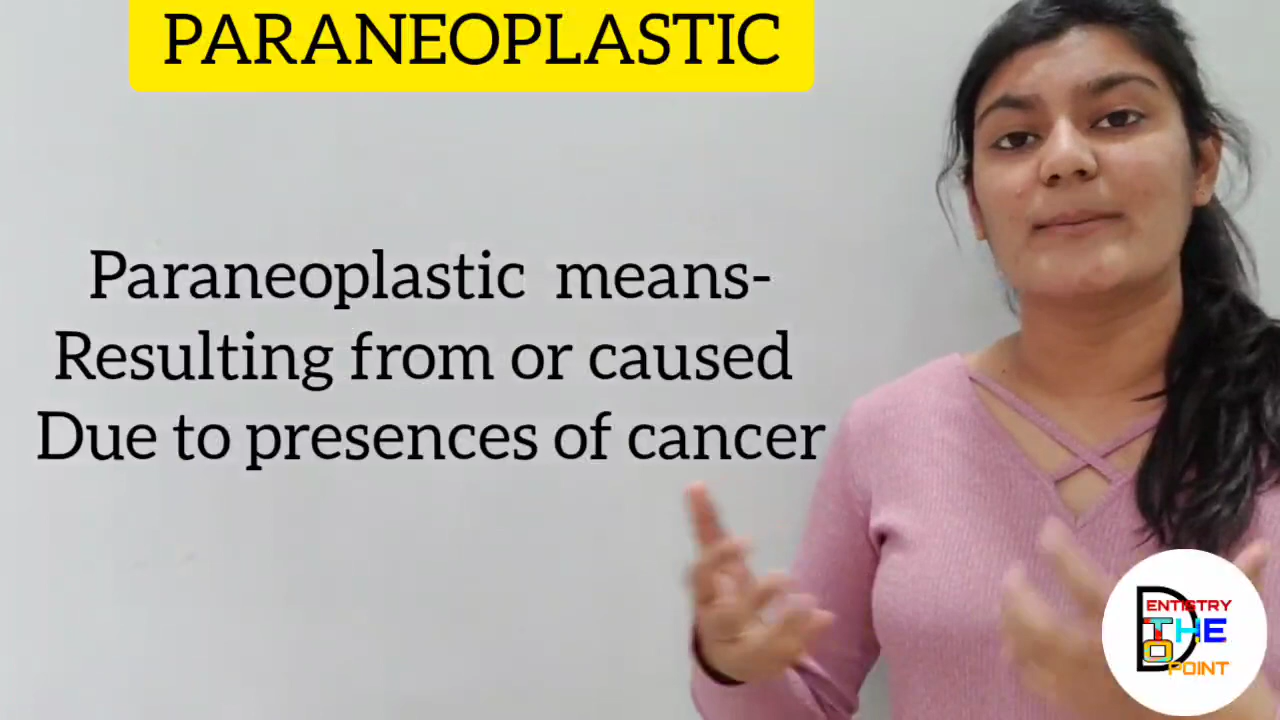 PARANEOPLASTIC
Paraneoplastic means-
Resulting from or caused
Due to presences of cancer
DENTISTRY
THE
TO
POINT